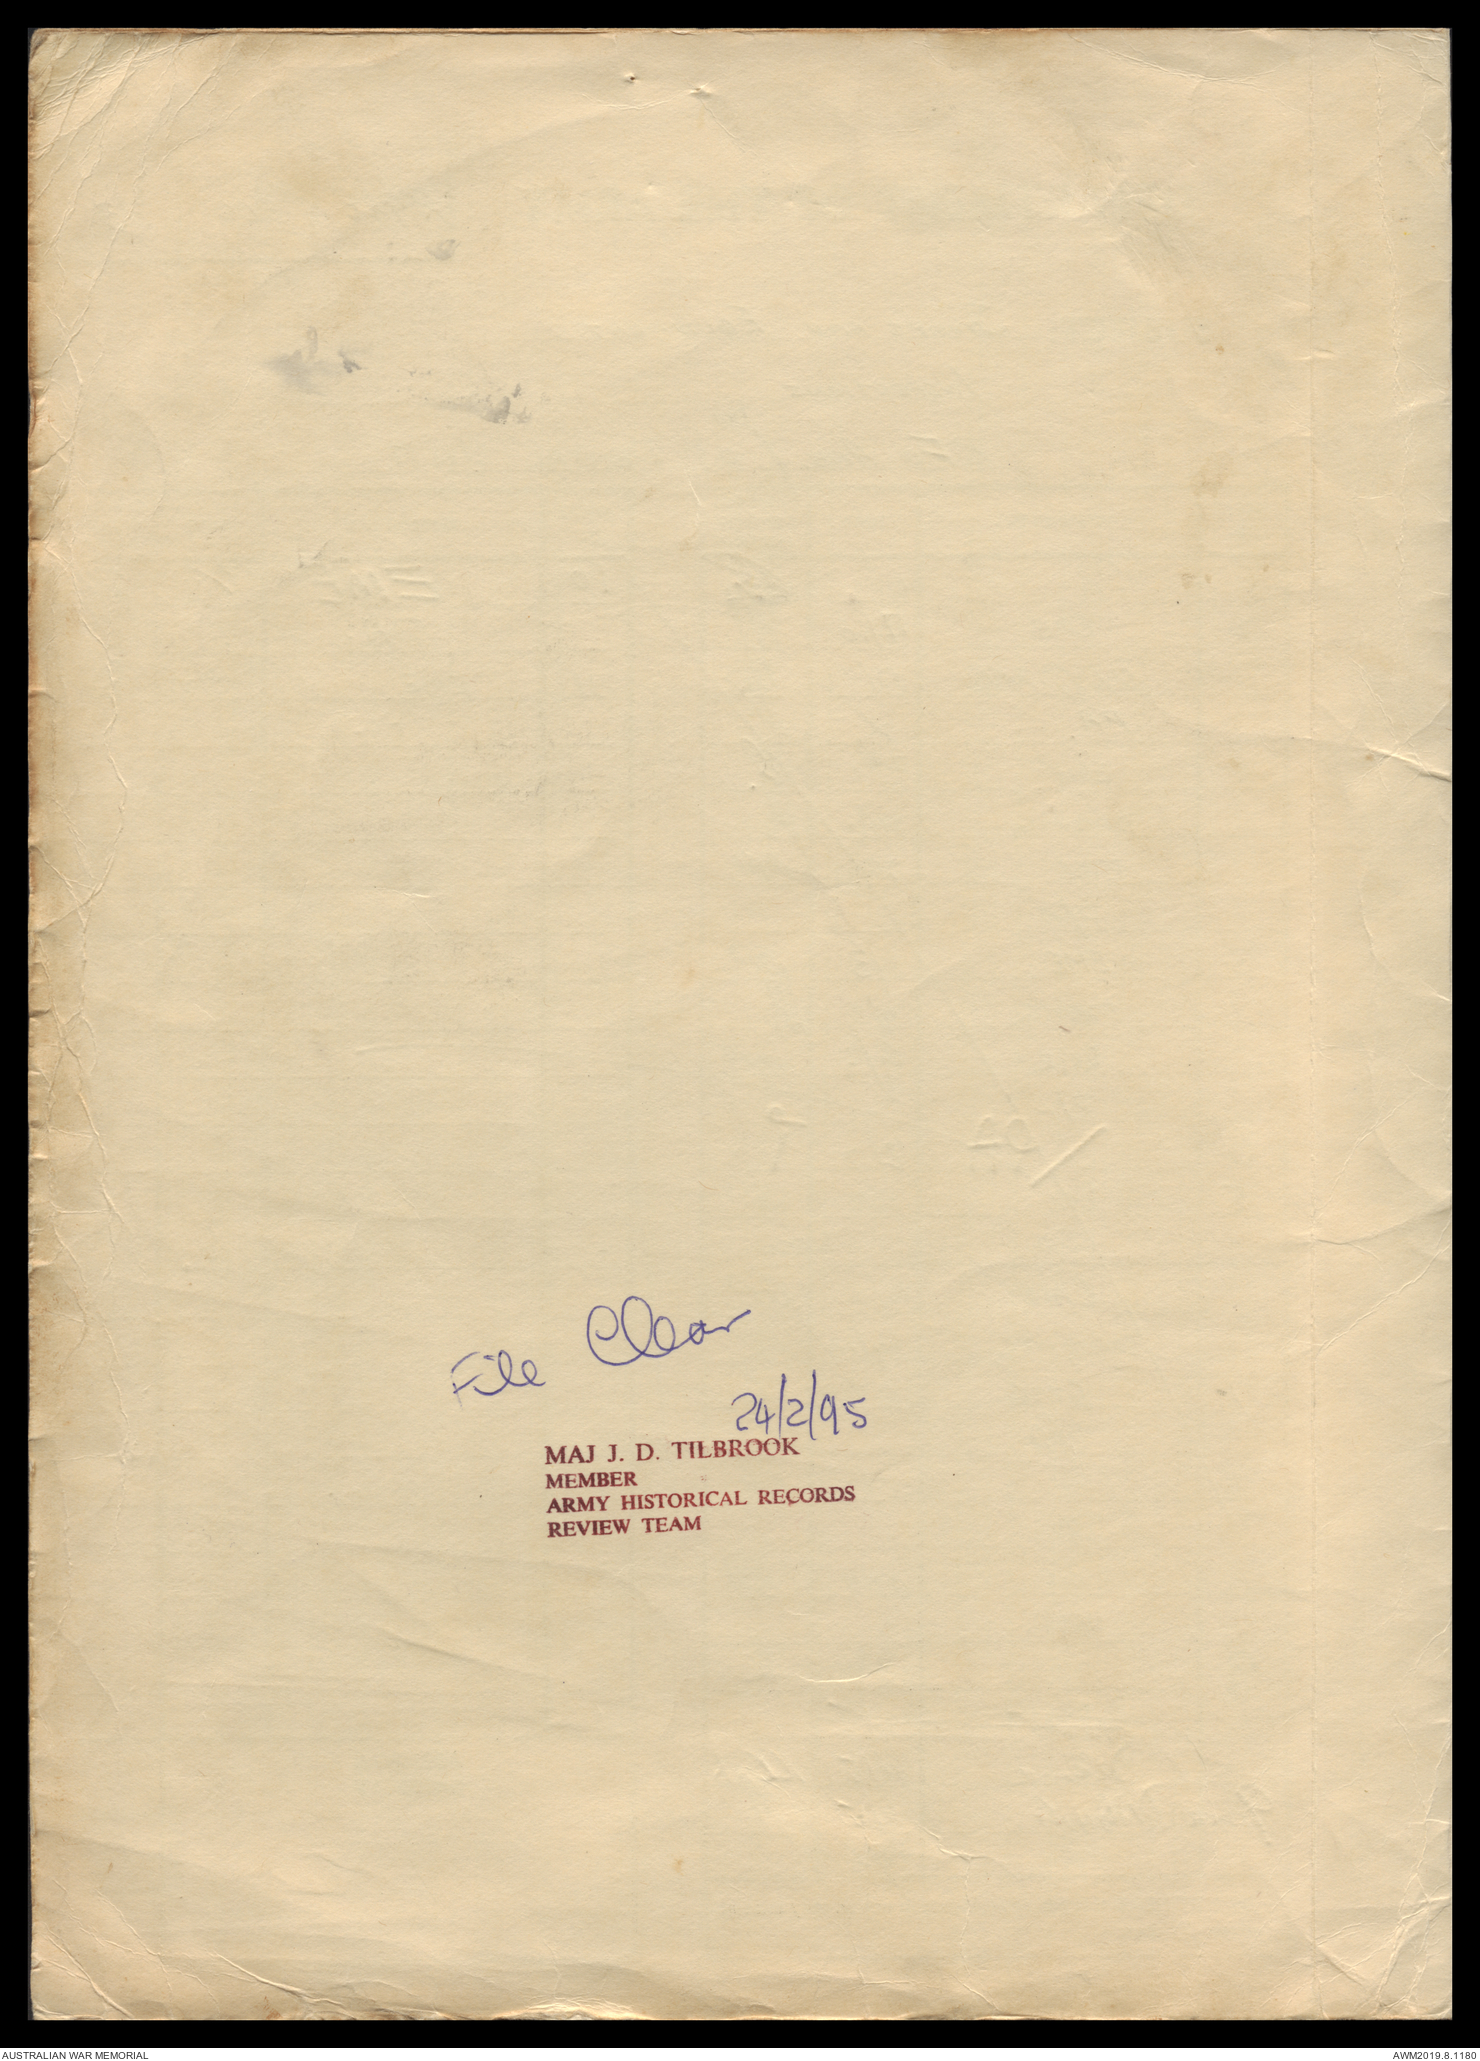 File Clear
24/2/95
MAJ J. D. TILBROOK
MEMBER
ARMY HISTORICAL RECORDS
REVIEW TEAM
AUSTRALIAN WAR MEMORIAL
AWM2019.8.1180